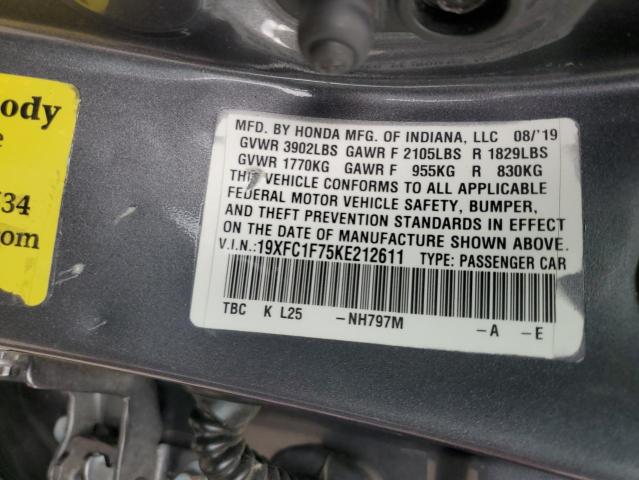 ody
e
34
com
MFD. BY HONDA MFG. OF INDIANA, LLC 08/'19
GVWR 3902LBS GAWR F 2105LBS R 1829LBS
GVWR 1770KG GAWR F 955KG R 830KG
THIS VEHICLE CONFORMS TO ALL APPLICABLE
FEDERAL MOTOR VEHICLE SAFETY, BUMPER,
AND THEFT PREVENTION STANDARDS IN EFFECT
ON THE DATE OF MANUFACTURE SHOWN ABOVE.
V.I.N.:19XFC1F75KE212611 TYPE: PASSENGER CAR
TBC K L25 -NH797M -A -E